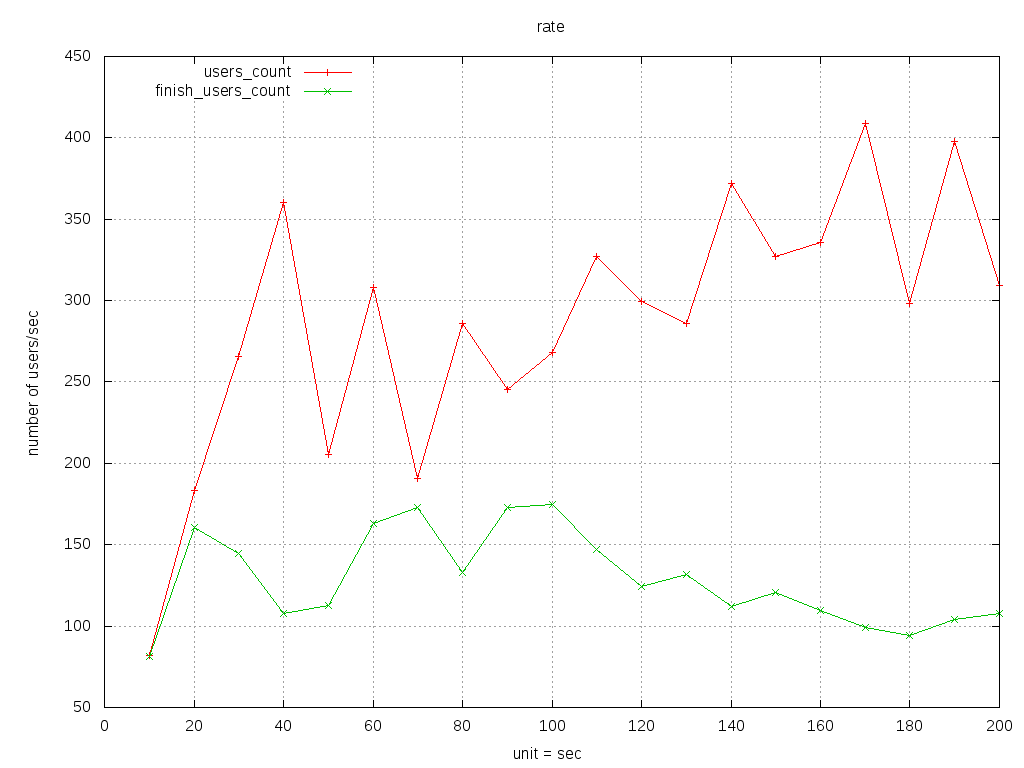 rate
users_count
finish_users_count
450
400
350
300
250
200
150
100
50
number of users/sec
0 20 40 60 80 100 120 140 160 180 200
unit = sec